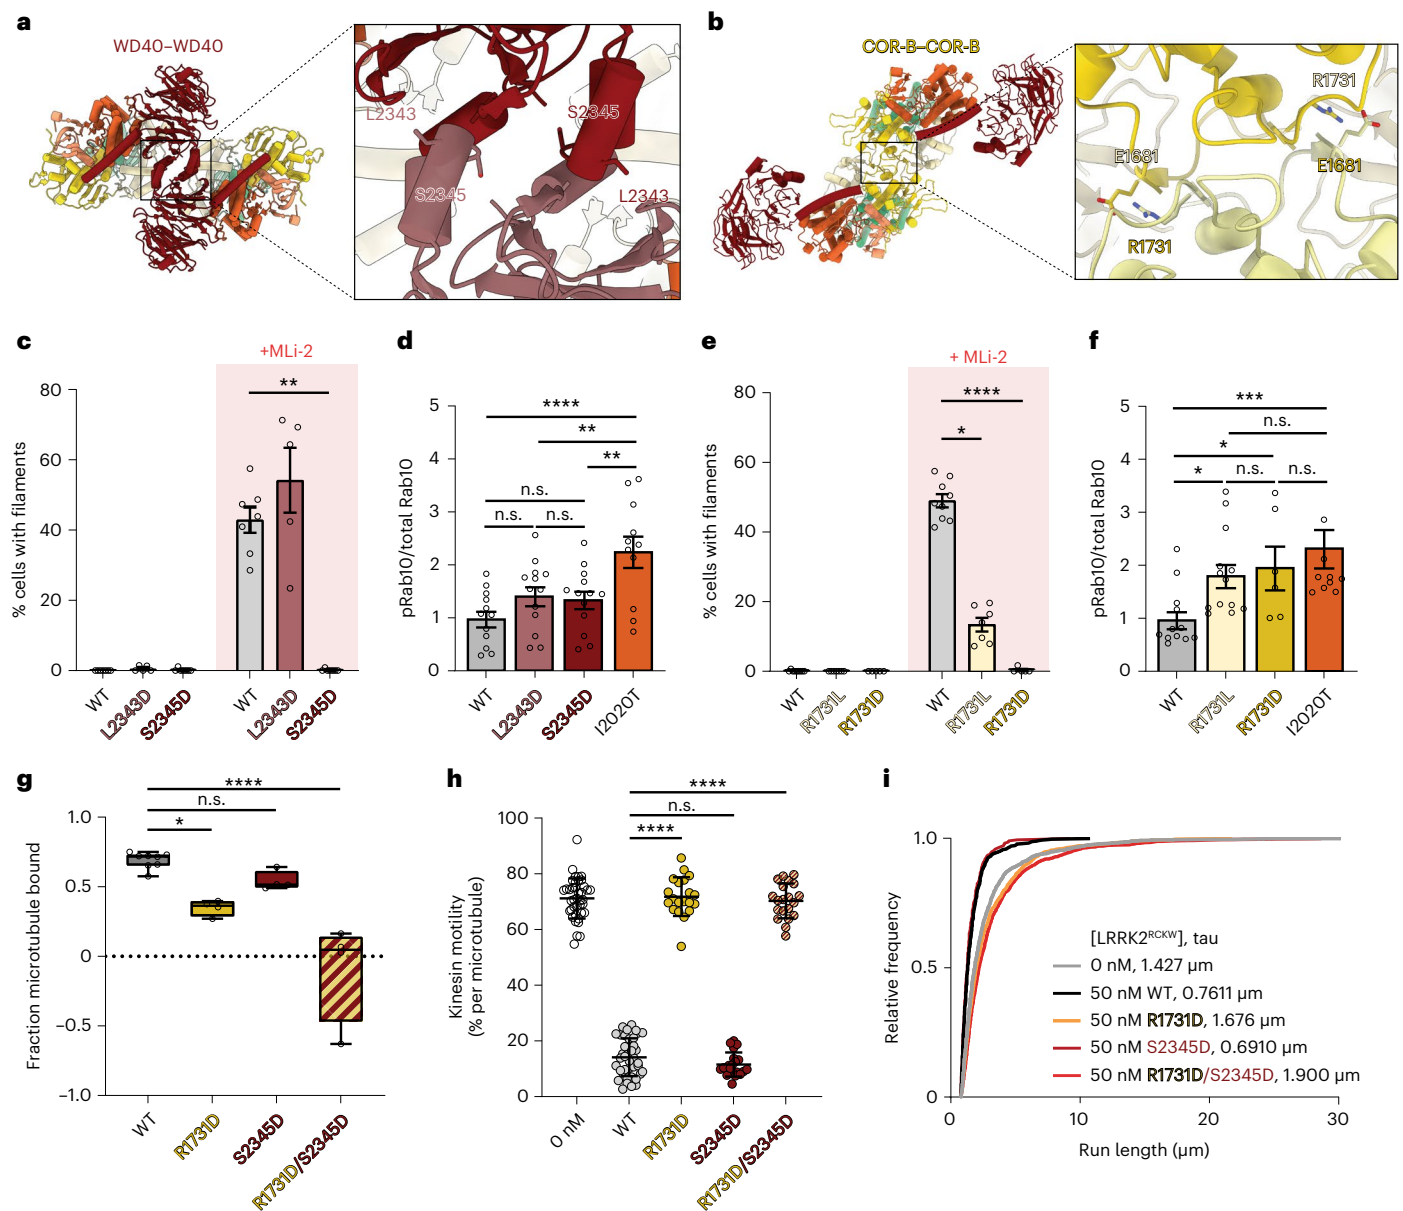 a
WD40–WD40
L2343
S2345
S2345
L2343
b
COR-B–COR-B
R1731
E1681
E1681
R1731
c
+MLi-2
**
% cells with filaments
80
60
40
20
0
WT
L2343D
S2345D
WT
L2343D
S2345D
d
****
**
**
n.s.
n.s.
n.s.
pRab10/total Rab10
5
4
3
2
1
0
WT
L2343D
S2345D
I2020T
e
+ MLi-2
****
*
% cells with filaments
80
60
40
20
0
WT
R1731L
R1731D
WT
R1731L
R1731D
f
***
n.s.
*
*
n.s.
n.s.
pRab10/total Rab10
5
4
3
2
1
0
WT
R1731L
R1731D
I2020T
g
****
n.s.
*
Fraction microtubule bound
1.0
0.5
0
–0.5
–1.0
WT
R1731D
S2345D
R1731D/S2345D
h
****
n.s.
****
Kinesin motility
(% per microtubule)
100
80
60
40
20
0
0 nM
WT
R1731D
S2345D
R1731D/S2345D
i
Relative frequency
1.0
0.5
0
[LRRK2RCKW], tau
0 nM, 1.427 µm
50 nM WT, 0.7611 µm
50 nM R1731D, 1.676 µm
50 nM S2345D, 0.6910 µm
50 nM R1731D/S2345D, 1.900 µm
0
10
20
30
Run length (µm)